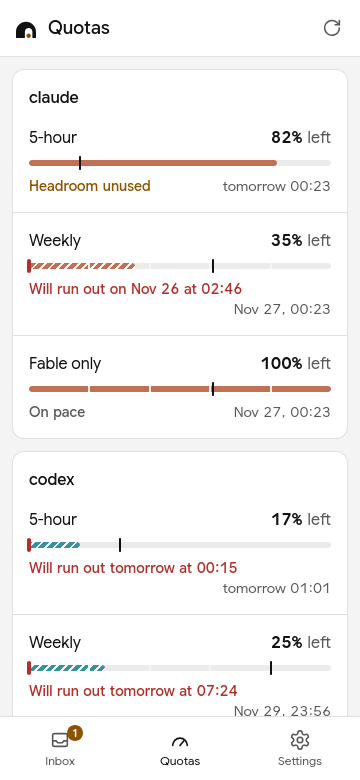 Quotas
claude
5-hour 82% left
Headroom unused tomorrow 00:23
Weekly 35% left
Will run out on Nov 26 at 02:46
Nov 27, 00:23
Fable only 100% left
On pace Nov 27, 00:23
codex
5-hour 17% left
Will run out tomorrow at 00:15
tomorrow 01:01
Weekly 25% left
Will run out tomorrow at 07:24
Nov 29, 23:56
1
Inbox Quotas Settings